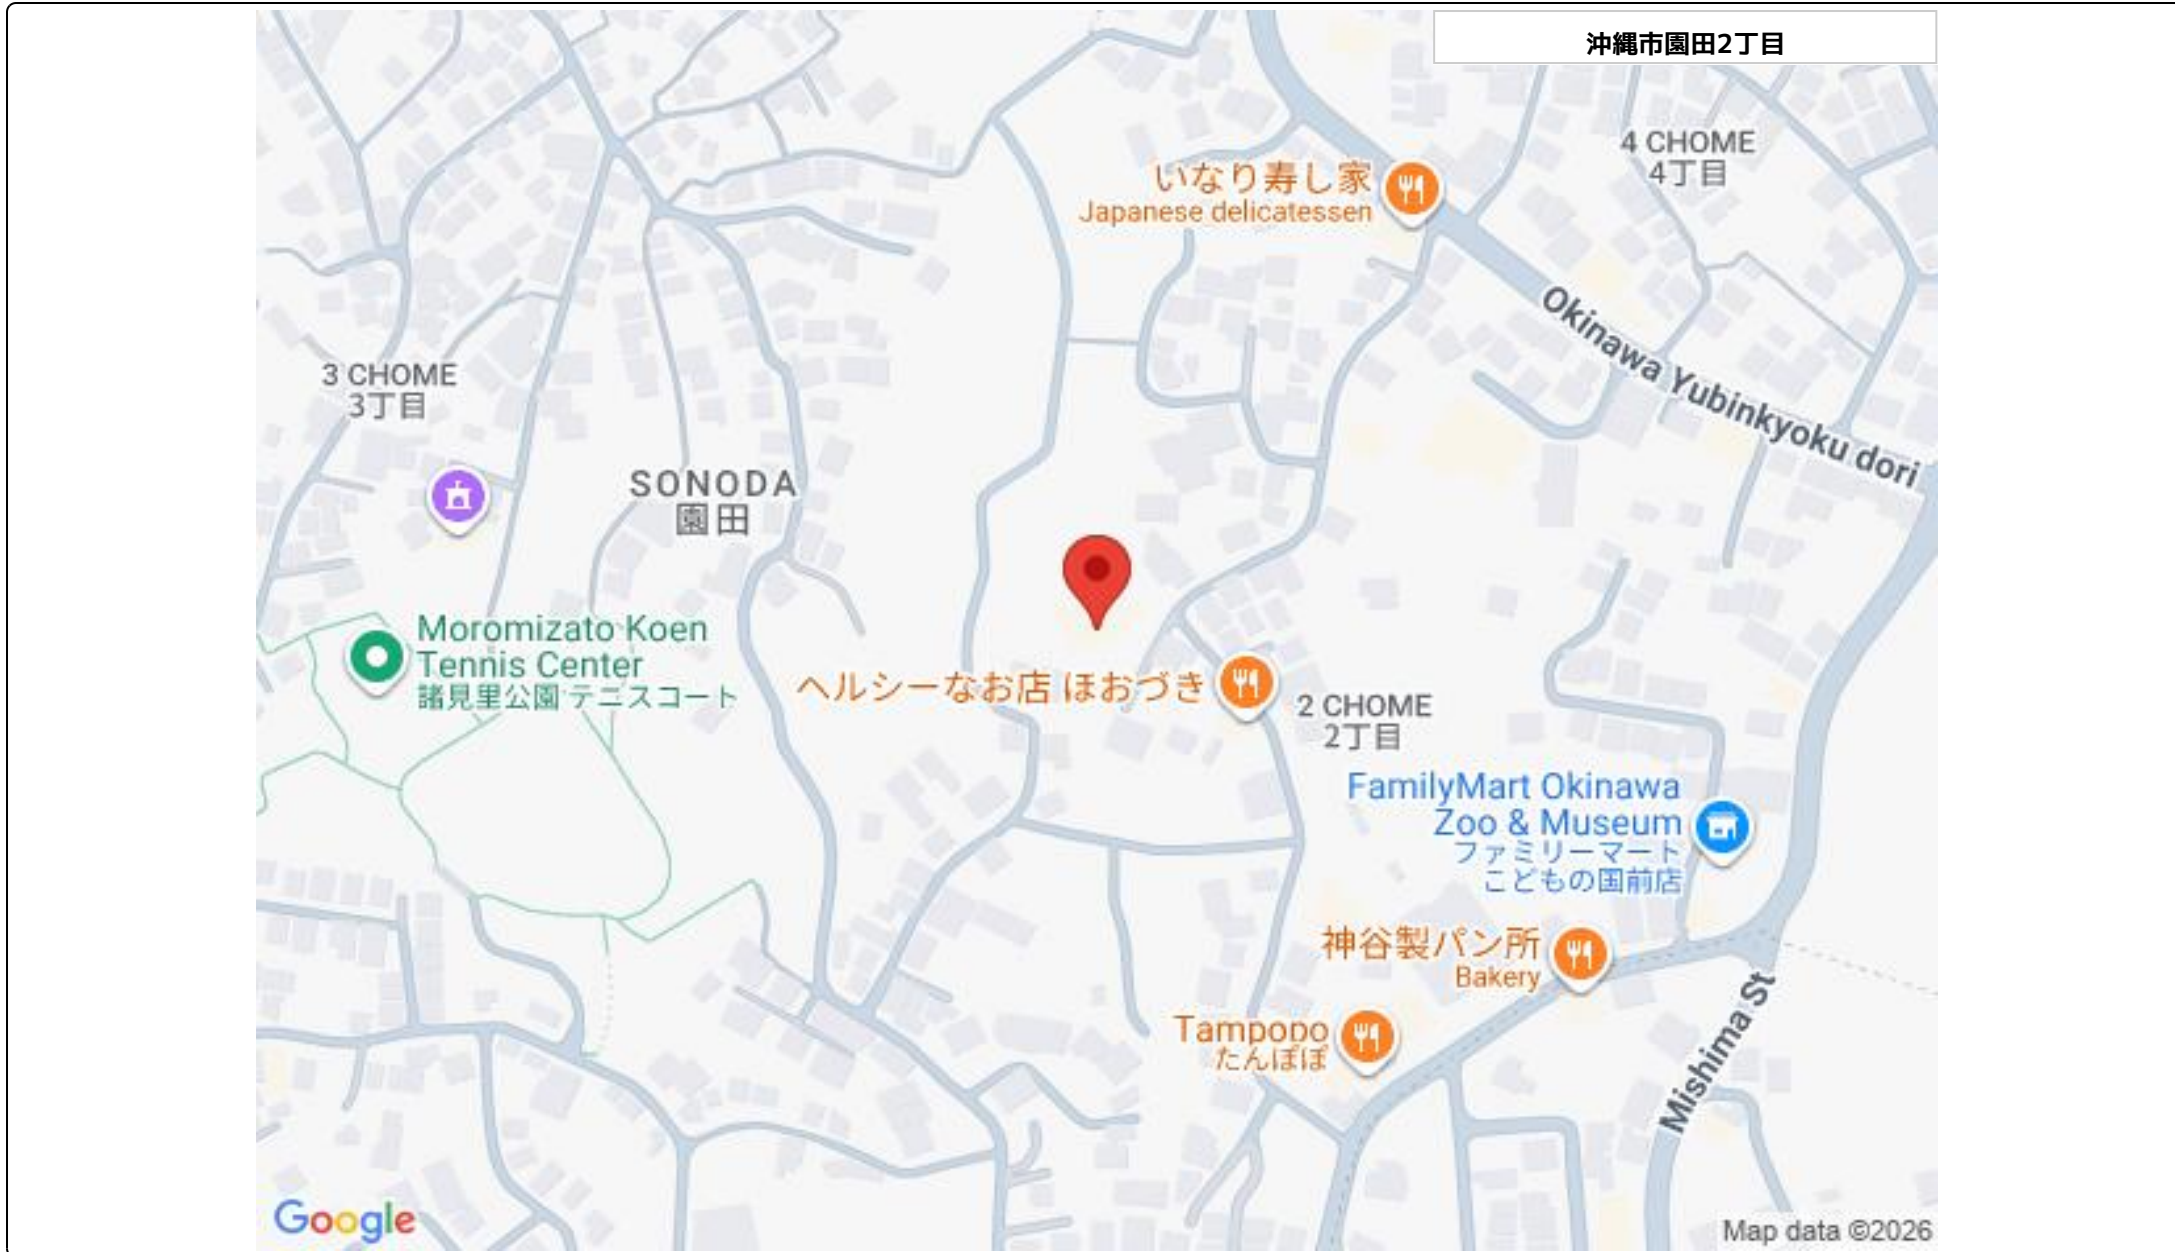 沖縄市園田2丁目
4 CHOME
4丁目
いなり寿し家
Japanese delicatessen
Okinawa Yubinkyoku dori
3 CHOME
3丁目
SONODA
園田
Moromizato Koen
Tennis Center
諸見里公園 テニスコート
ヘルシーなお店 ほおづき
2 CHOME
2丁目
FamilyMart Okinawa
Zoo & Museum
ファミリーマート
こどもの国前店
神谷製パン所
Bakery
Tampopo
たんぽぽ
Mishima St
Google
Map data ©2026